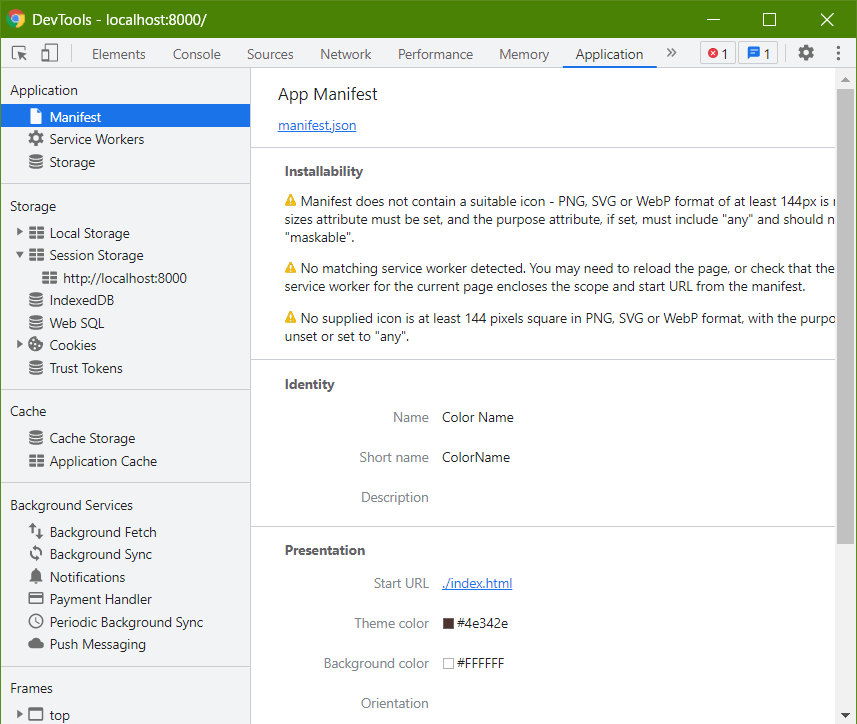 DevTools - localhost:8000/
Elements Console Sources Network Performance Memory Application » 1 1
Application
Manifest
Service Workers
Storage
Storage
Local Storage
Session Storage
http://localhost:8000
IndexedDB
Web SQL
Cookies
Trust Tokens
Cache
Cache Storage
Application Cache
Background Services
Background Fetch
Background Sync
Notifications
Payment Handler
Periodic Background Sync
Push Messaging
Frames
top
App Manifest
manifest.json
Installability
Manifest does not contain a suitable icon - PNG, SVG or WebP format of at least 144px is
sizes attribute must be set, and the purpose attribute, if set, must include "any" and should
"maskable".
No matching service worker detected. You may need to reload the page, or check that the
service worker for the current page encloses the scope and start URL from the manifest.
No supplied icon is at least 144 pixels square in PNG, SVG or WebP format, with the
unset or set to "any".
Identity
Name Color Name
Short name ColorName
Description
Presentation
Start URL ./index.html
Theme color #4e342e
Background color #FFFFFF
Orientation